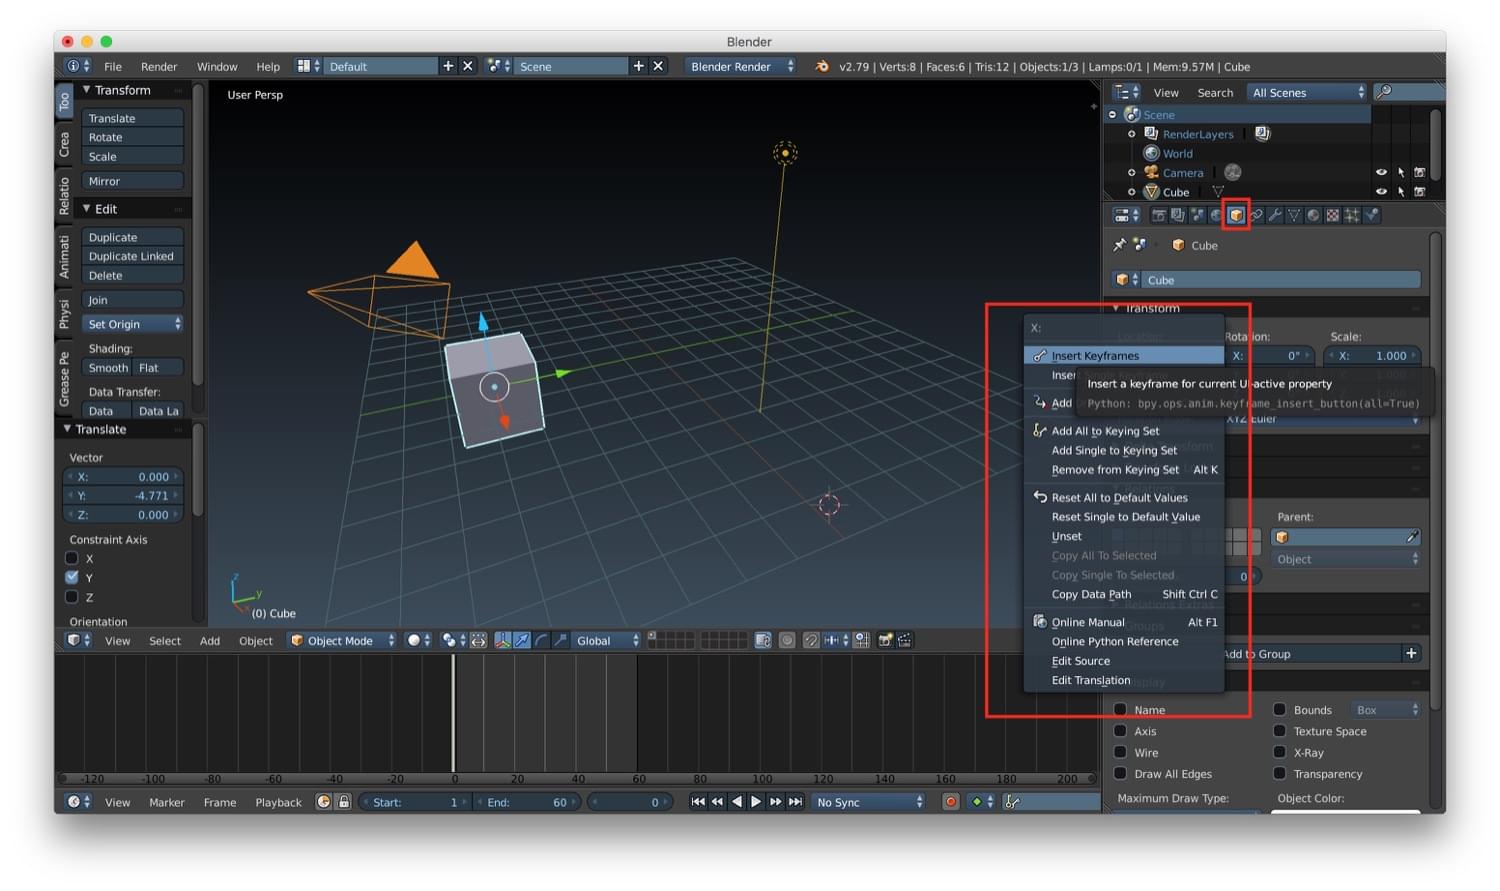 Blender
File Render Window Help Default Scene Blender Render v2.79 | Verts:8 | Faces:6 | Tris:12 | Objects:1/3 | Lamps:0/1 | Mem:9.57M | Cube
Too
Crea
Relatio
Animati
Physi
Grease Pe
Transform
Translate
Rotate
Scale
Mirror
Edit
Duplicate
Duplicate Linked
Delete
Join
Set Origin
Shading:
Smooth Flat
Data Transfer:
Data Data La
Translate
Vector
X: 0.000
Y: -4.771
Z: 0.000
Constraint Axis
X
Y
Z
Orientation
User Persp
z
y
x
(0) Cube
View Select Add Object Object Mode Global
View Search All Scenes
Scene
RenderLayers |
World
Camera |
Cube |
Cube
Cube
Transform
Rotation: Scale:
X: 0° X: 1.000
XYZ Euler
X:
Insert Keyframes
Insert a keyframe for current UI-active property
Python: bpy.ops.anim.keyframe_insert_button(all=True)
Add
Add All to Keying Set
Add Single to Keying Set
Remove from Keying Set Alt K
Reset All to Default Values
Reset Single to Default Value
Unset
Copy All To Selected
Copy Single To Selected
Copy Data Path Shift Ctrl C
Online Manual Alt F1
Online Python Reference
Edit Source
Edit Translation
Relations
Parent:
Object
0
Relations Extras
Add to Group
Display
Name Bounds Box
Axis Texture Space
Wire X-Ray
Draw All Edges Transparency
Maximum Draw Type: Object Color:
-120 -100 -80 -60 -40 -20 0 20 40 60 80 100 120 140 160 180 200
View Marker Frame Playback Start: 1 End: 60 0 No Sync